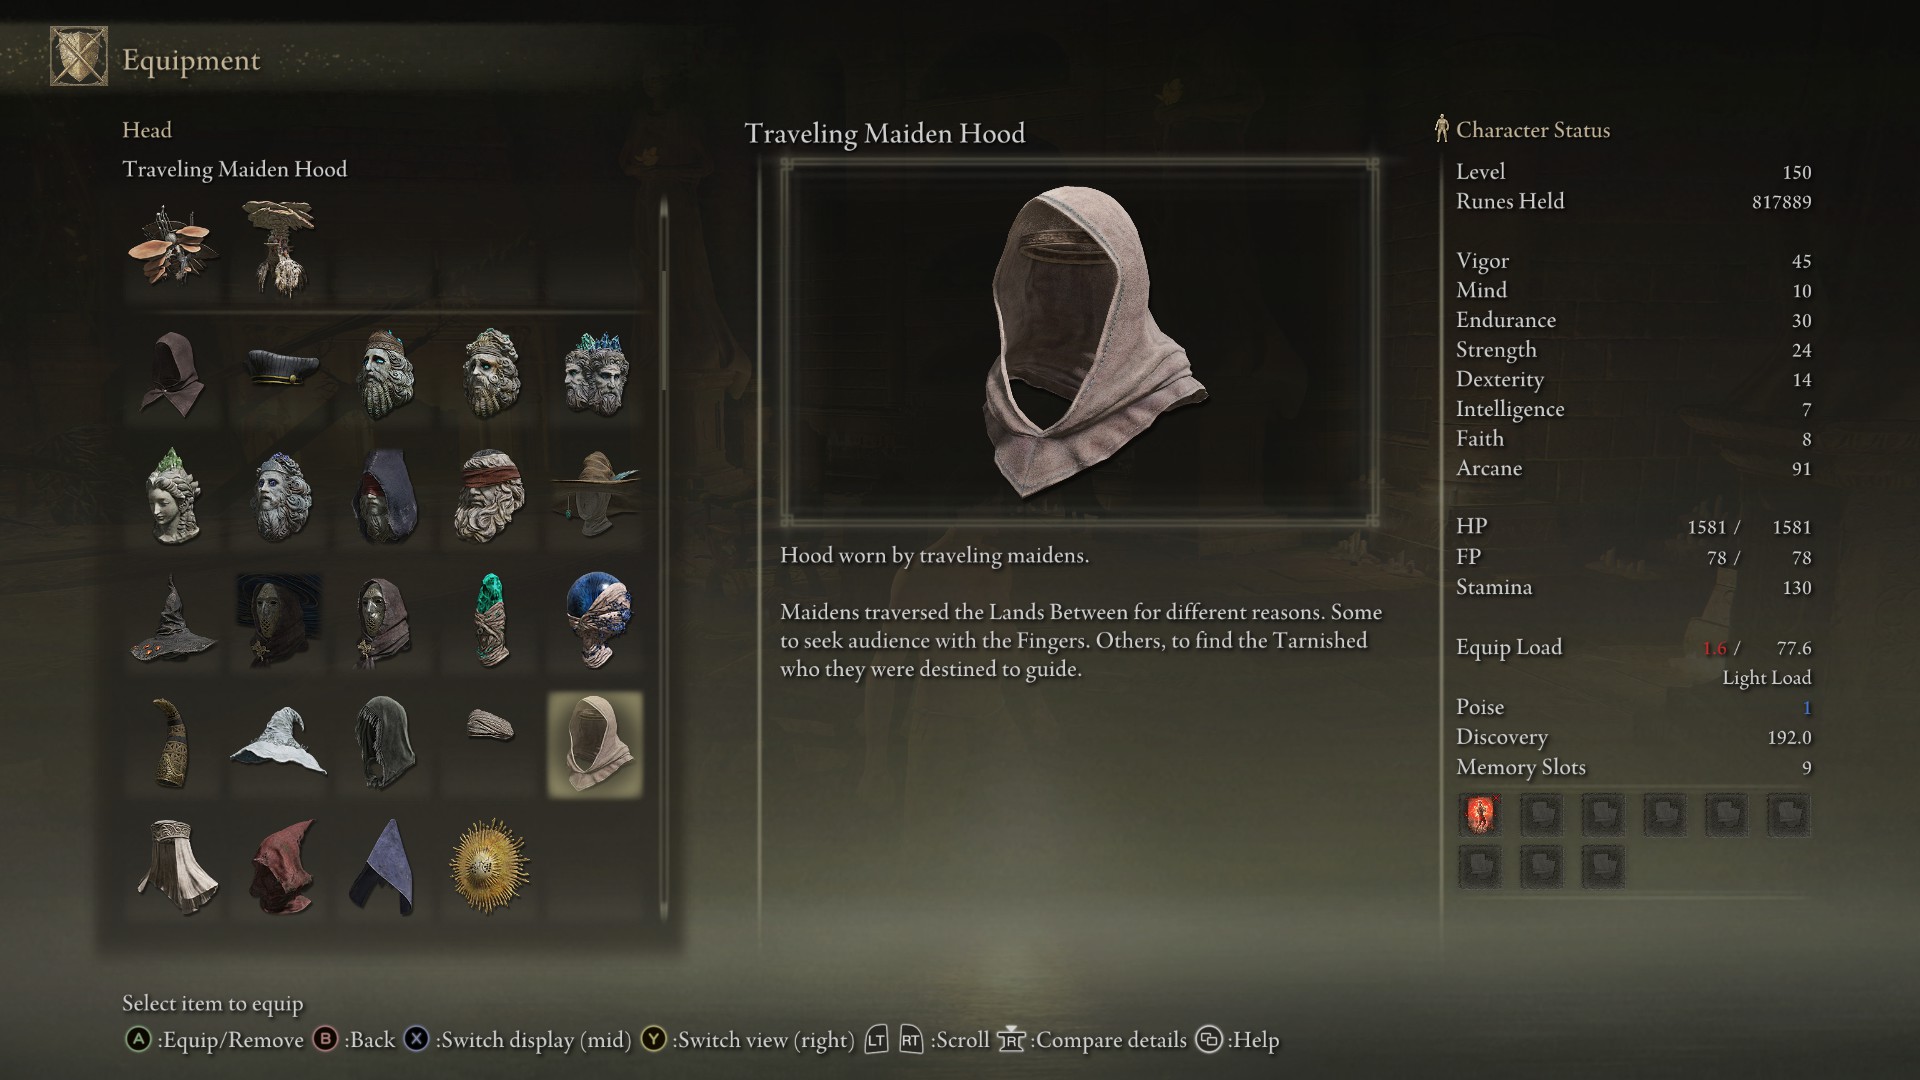 Equipment
Head
Traveling Maiden Hood
Traveling Maiden Hood
Hood worn by traveling maidens.
Maidens traversed the Lands Between for different reasons. Some
to seek audience with the Fingers. Others, to find the Tarnished
who they were destined to guide.
Character Status
Level 150
Runes Held 817889
Vigor 45
Mind 10
Endurance 30
Strength 24
Dexterity 14
Intelligence 7
Faith 8
Arcane 91
HP 1581 / 1581
FP 78 / 78
Stamina 130
Equip Load 1.6 / 77.6
Light Load
Poise 1
Discovery 192.0
Memory Slots 9
Select item to equip
A :Equip/Remove B :Back X :Switch display (mid) Y :Switch view (right) LT RT :Scroll R :Compare details :Help